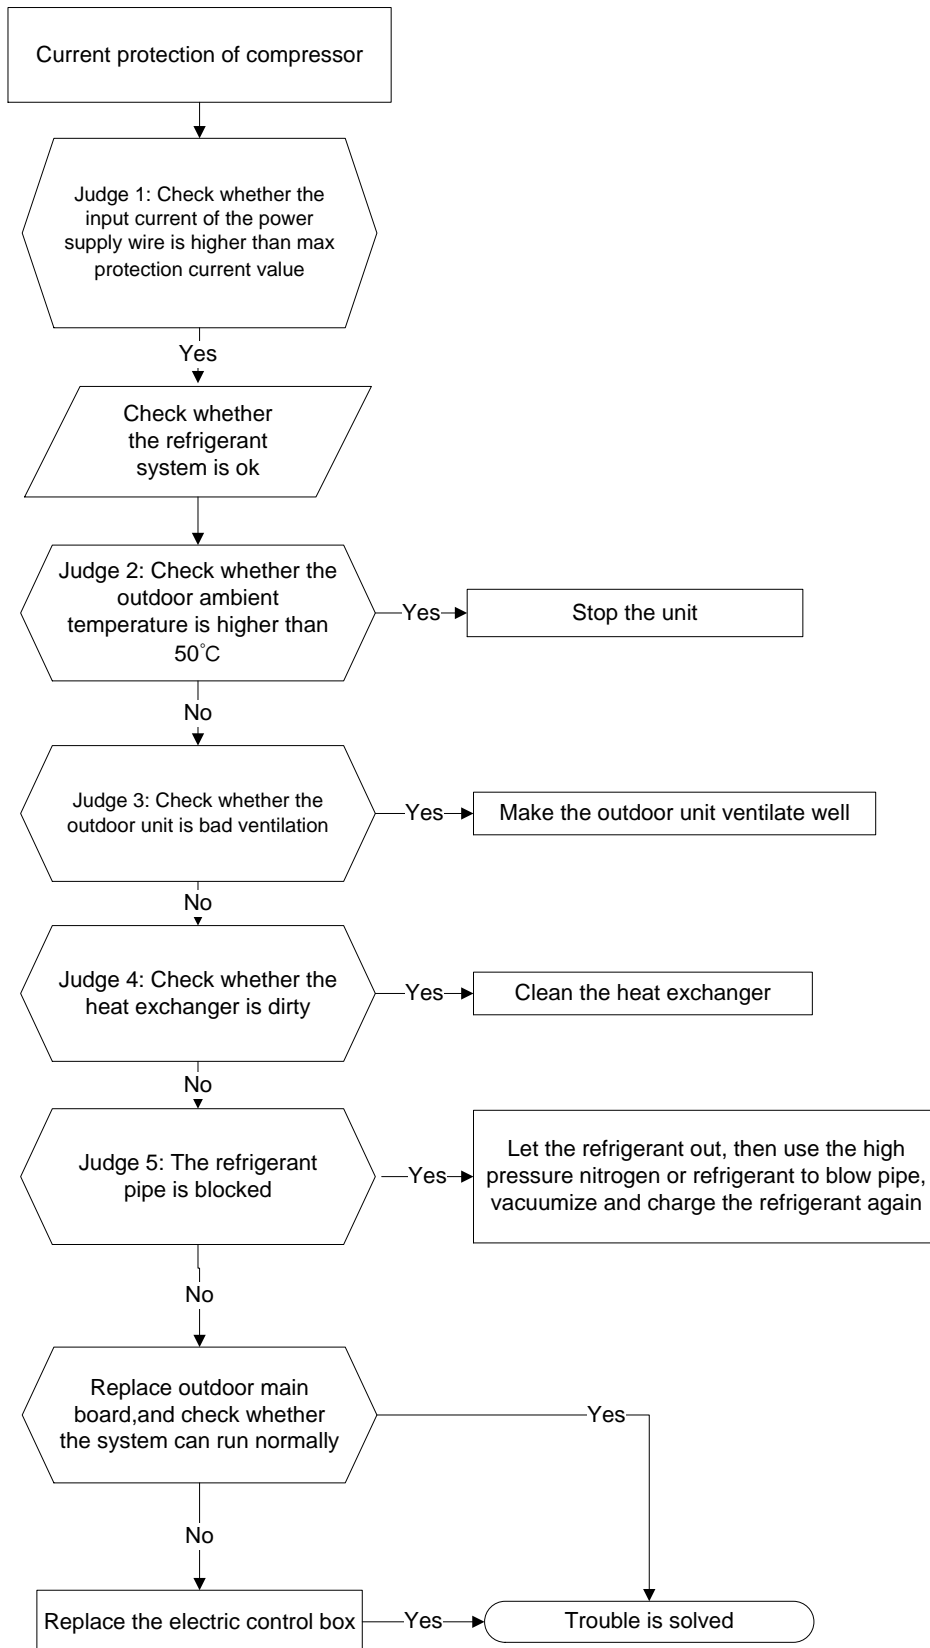 Current protection of compressor
Judge 1: Check whether the
input current of the power
supply wire is higher than max
protection current value
Yes
Check whether
the refrigerant
system is ok
Judge 2: Check whether the
outdoor ambient
temperature is higher than
50℃
Yes
Stop the unit
No
Judge 3: Check whether the
outdoor unit is bad ventilation
Yes
Make the outdoor unit ventilate well
No
Judge 4: Check whether the
heat exchanger is dirty
Yes
Clean the heat exchanger
No
Judge 5: The refrigerant
pipe is blocked
Yes
Let the refrigerant out, then use the high
pressure nitrogen or refrigerant to blow pipe,
vacuumize and charge the refrigerant again
No
Replace outdoor main
board,and check whether
the system can run normally
Yes
No
Replace the electric control box
Yes
Trouble is solved